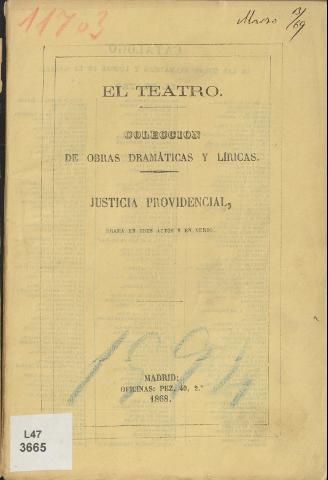 11703
Marzo 3/69
EL TEATRO.
COLECCION
DE OBRAS DRAMÁTICAS Y LÍRICAS.
JUSTICIA PROVIDENCIAL,
DRAMA EN TRES ACTOS Y EN VERSO.
MADRID:
OFICINAS: PEZ, 40, 2.º
1868.
L47
3665